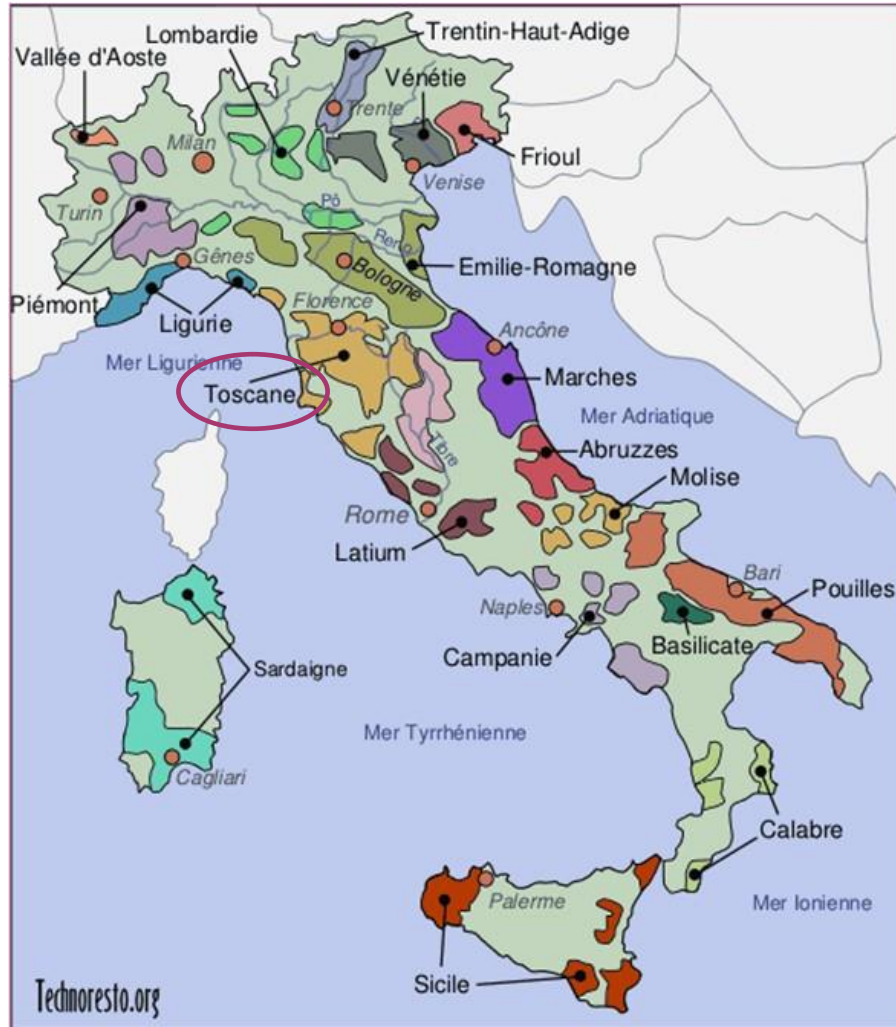 Trentin-Haut-Adige
Lombardie
Vallée d'Aoste
Vénétie
Trente
Milan
Frioul
Venise
Turin
Pô
Reno
Gênes
Emilie-Romagne
Bologne
Piémont
Florence
Ligurie
Ancône
Mer Ligurienne
Marches
Toscane
Mer Adriatique
Abruzzes
Tibre
Molise
Rome
Latium
Bari
Pouilles
Naples
Basilicate
Campanie
Sardaigne
Mer Tyrrhénienne
Cagliari
Calabre
Palerme
Mer Ionienne
Sicile
Technoresto.org